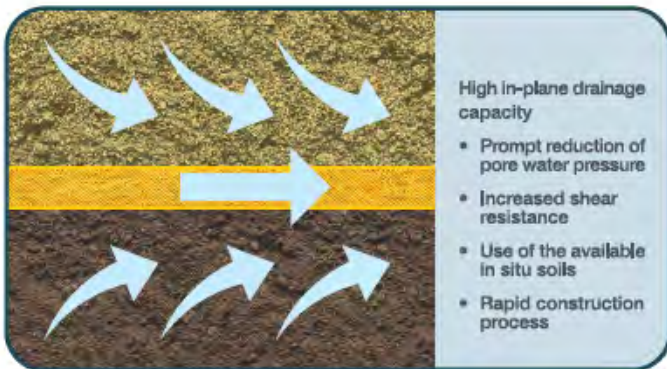 High in-plane drainage
capacity
• Prompt reduction of
pore water pressure
• Increased shear
resistance
• Use of the available
in situ soils
• Rapid construction
process